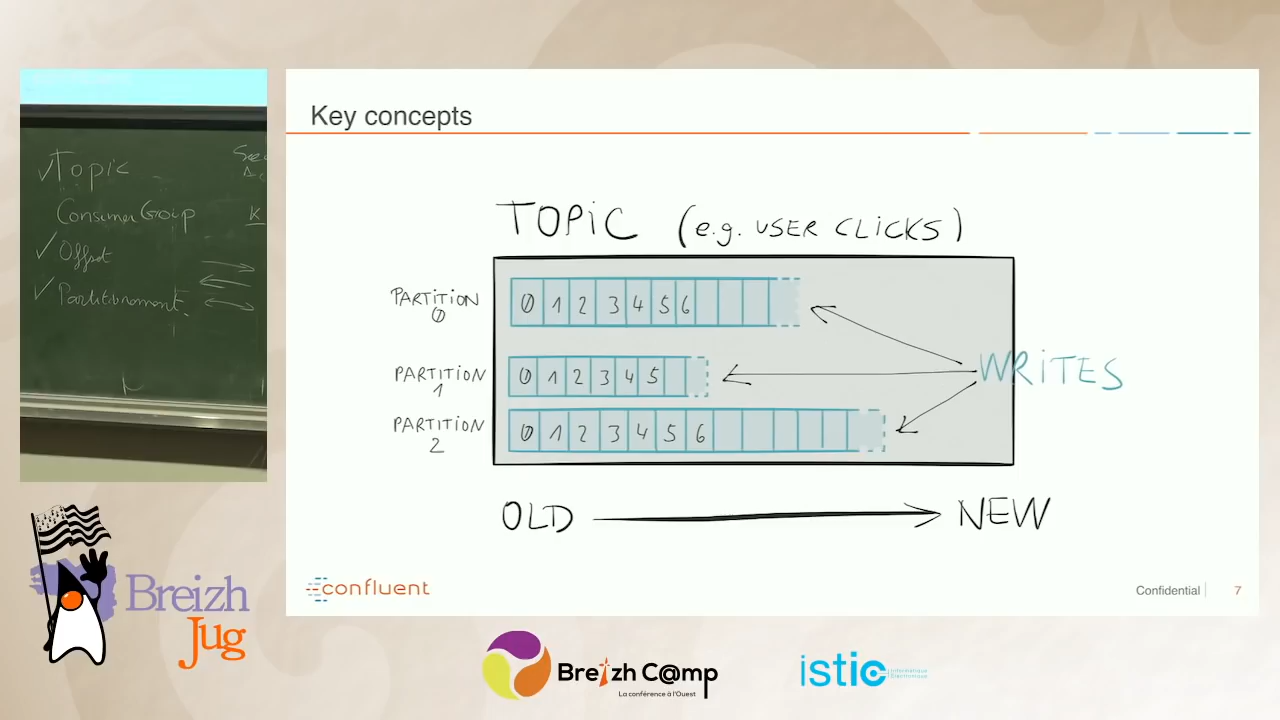 Topic
Consumer Group
Offset
Partitionnement
K
Key concepts
TOPIC (e.g. USER CLICKS)
PARTITION 0
0 1 2 3 4 5 6
PARTITION 1
0 1 2 3 4 5
WRITES
PARTITION 2
0 1 2 3 4 5 6
OLD NEW
confluent
Confidential 7
Breizh
Jug
Breizh C@mp
La conférence à l'Ouest
istic
Informatique
Électronique